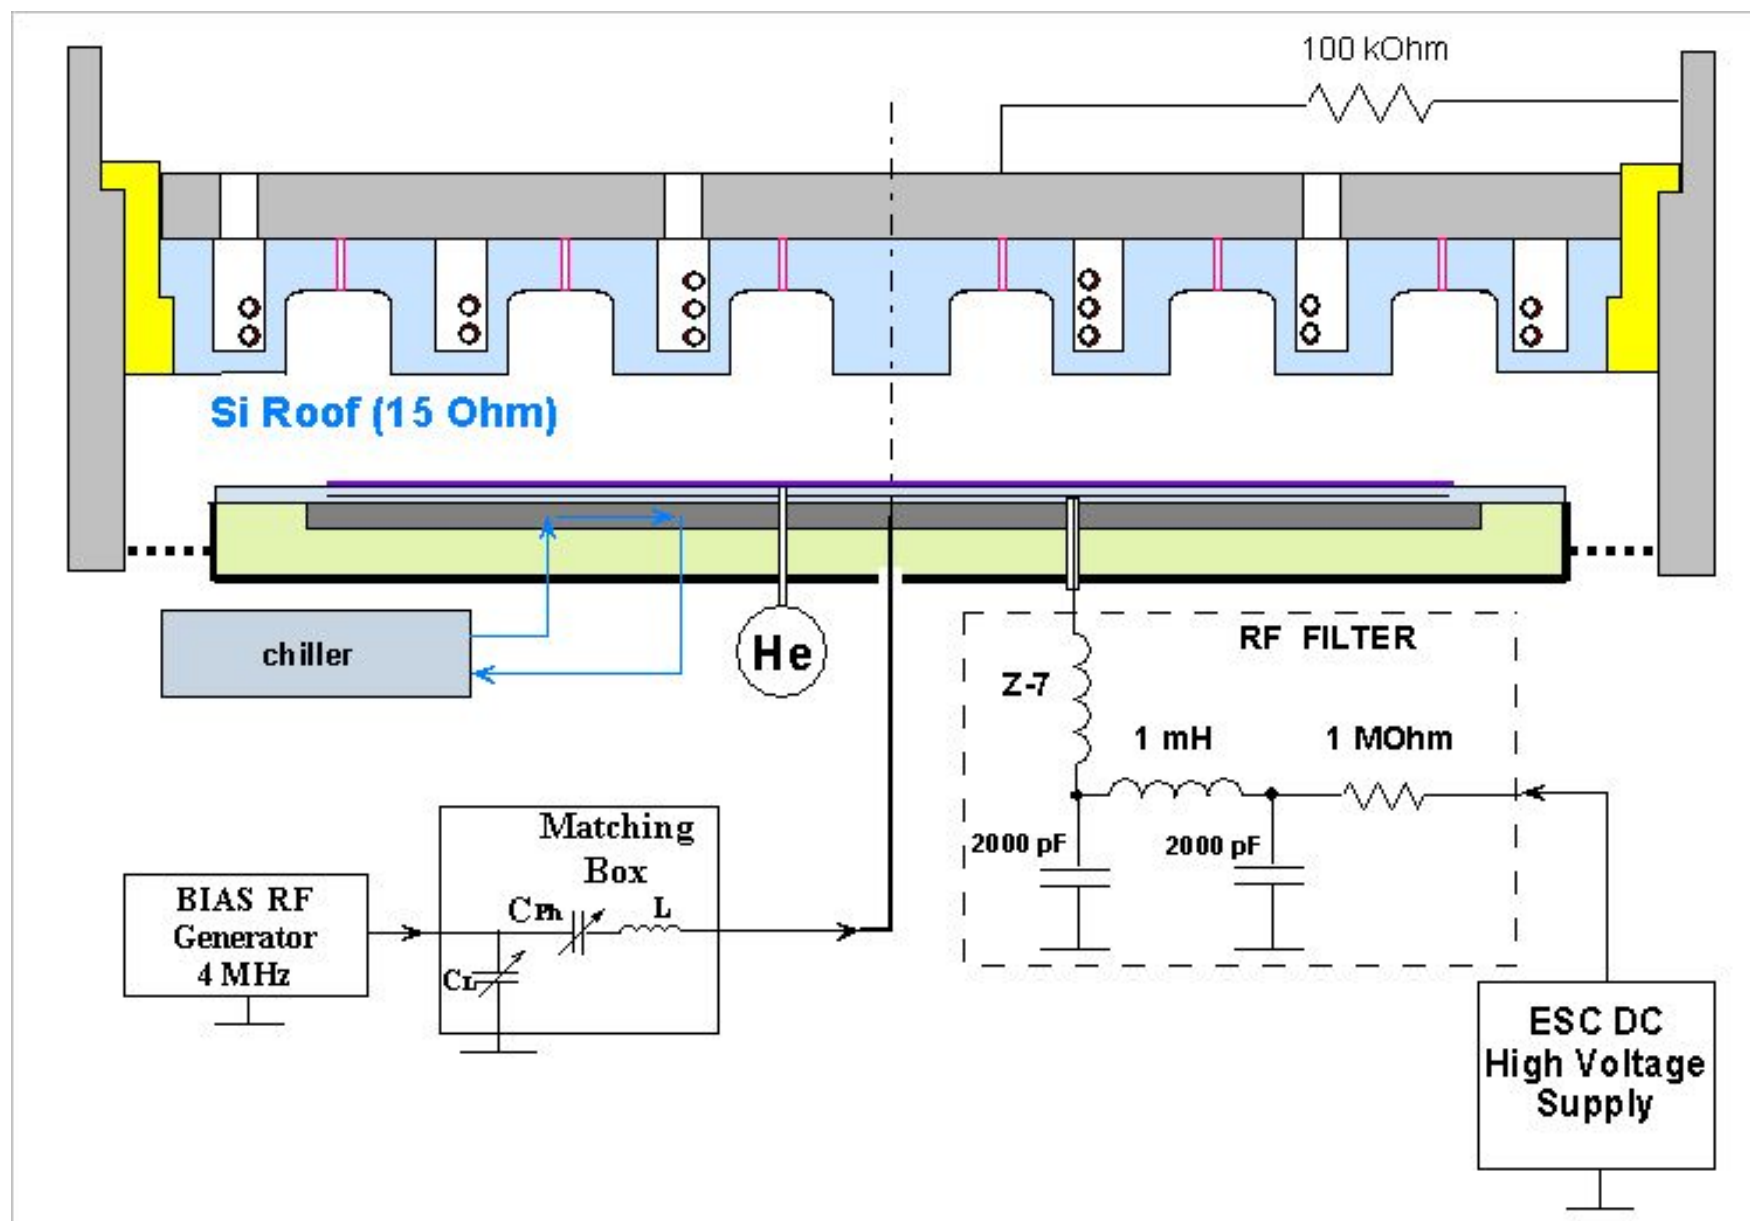 100 kOhm
Si Roof (15 Ohm)
chiller
He
RF FILTER
Z-7
1 mH
1 MOhm
2000 pF
2000 pF
Matching
Box
CPh
L
CL
BIAS RF
Generator
4 MHz
ESC DC
High Voltage
Supply